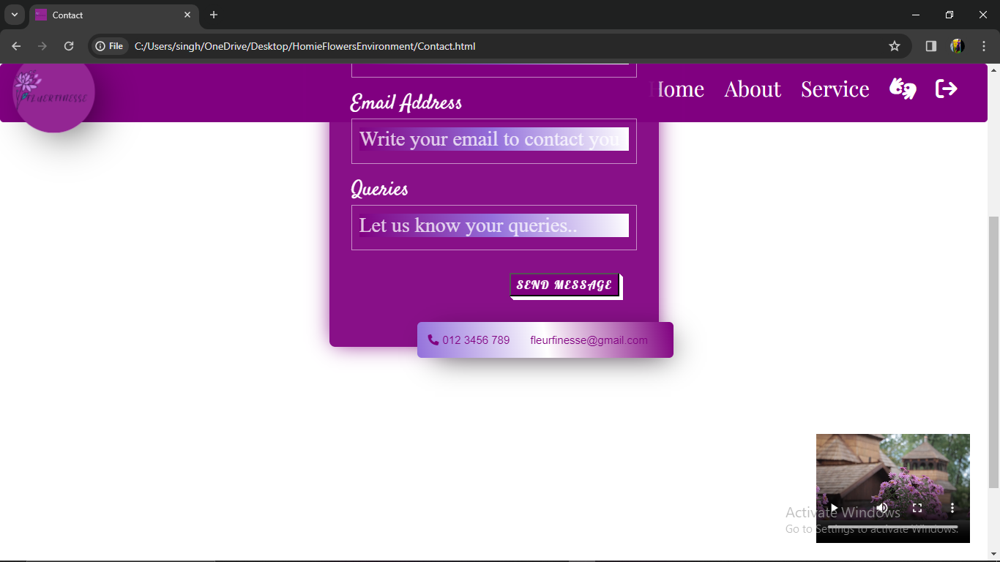 Contact
File
C:/Users/singh/OneDrive/Desktop/HomieFlowersEnvironment/Contact.html
FLUERFINESSE
Home About Service
Email Address
Write your email to contact you
Queries
Let us know your queries..
SEND MESSAGE
012 3456 789 fleurfinesse@gmail.com
Activate Windows
Go to Settings to activate Windows.